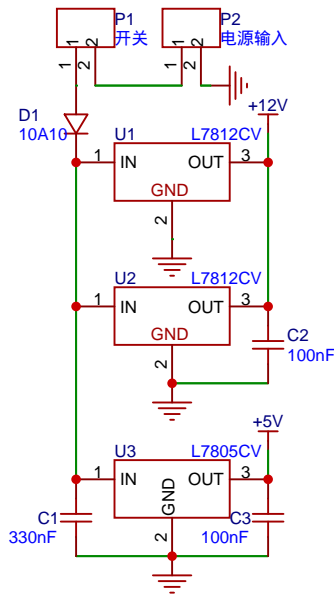 P1
P2
1
2
1
2
开关
电源输入
1
2
1
2
D1
10A10
+12V
U1
L7812CV
1
IN
OUT
3
GND
2
U2
L7812CV
1
IN
OUT
3
GND
2
C2
100nF
+5V
U3
L7805CV
1
IN
OUT
3
GND
2
C1
330nF
C3
100nF